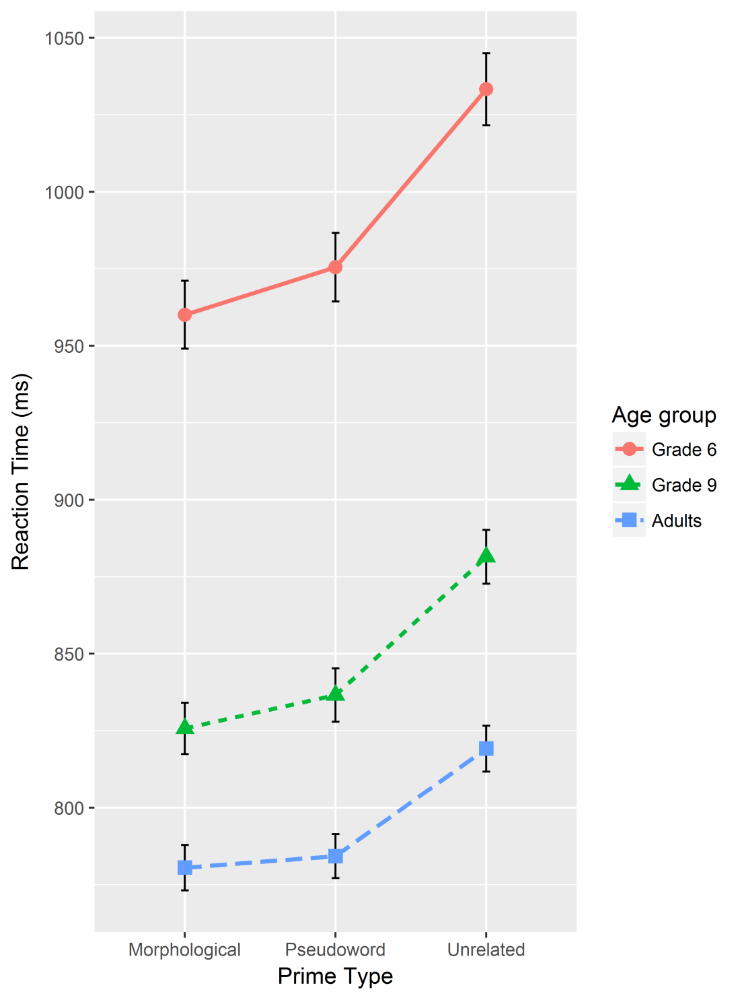 1050
1000
950
900
850
800
Reaction Time (ms)
Morphological Pseudoword Unrelated
Prime Type
Age group
Grade 6
Grade 9
Adults